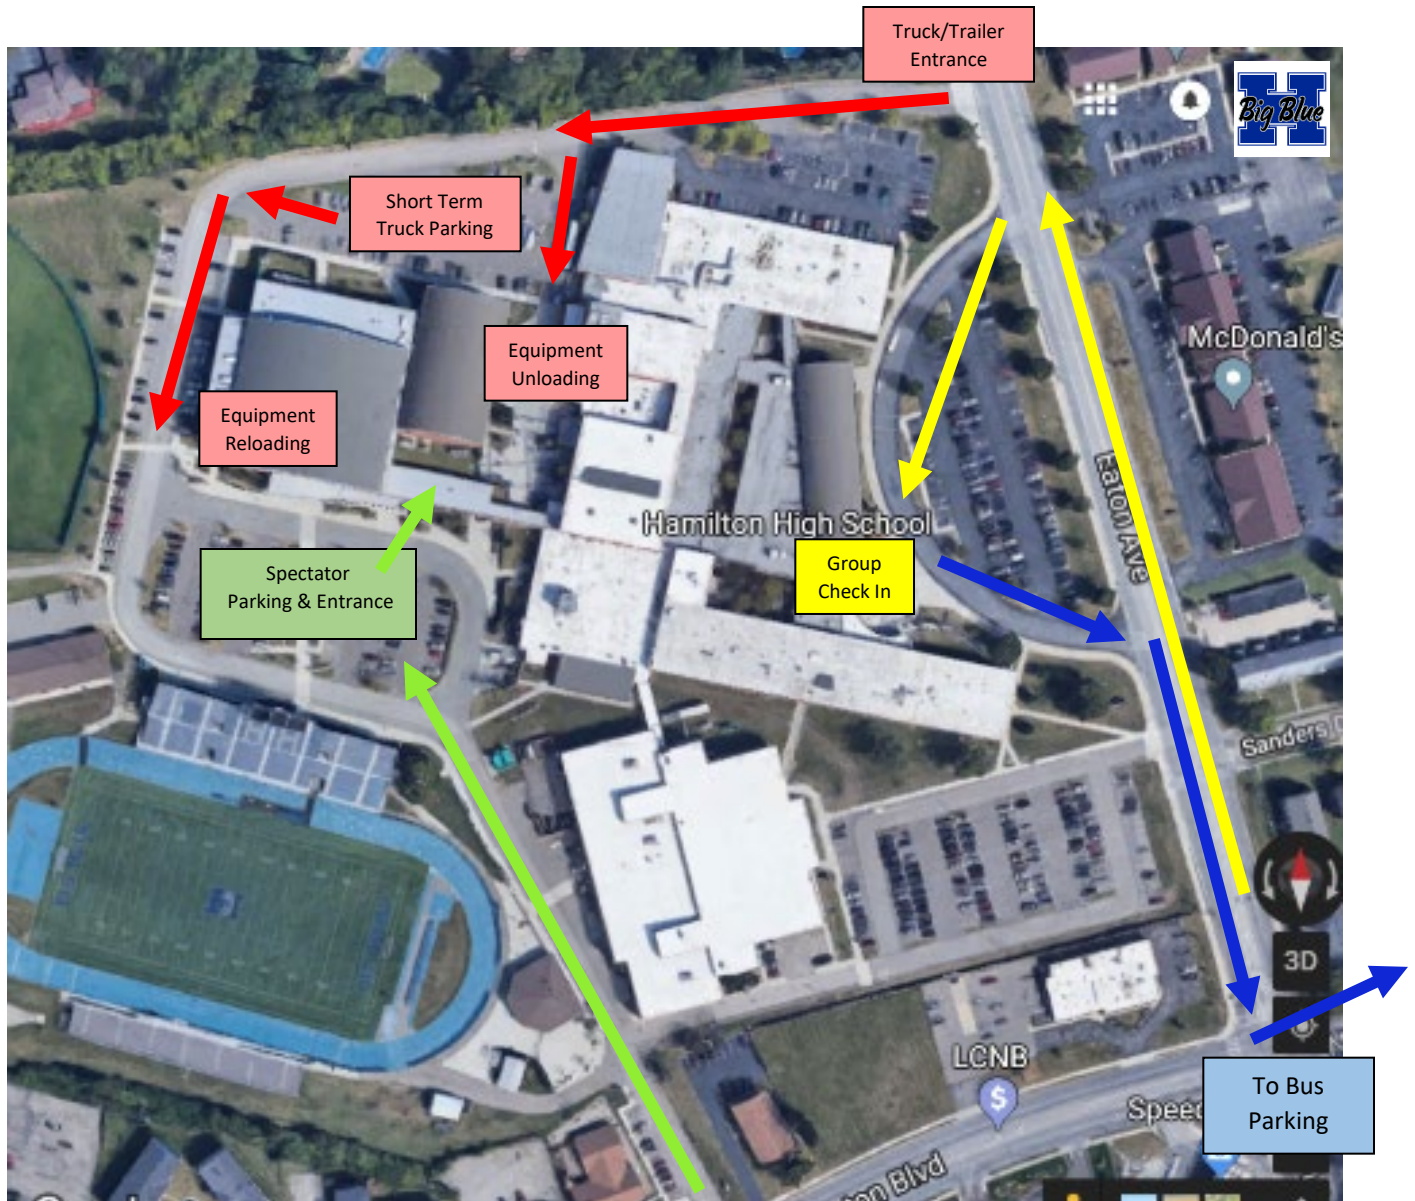 Truck/Trailer
Entrance
Big Blue
Short Term
Truck Parking
McDonald's
Equipment
Unloading
Equipment
Reloading
Eaton Ave
Hamilton High School
Spectator
Parking & Entrance
Group
Check In
Sanders
3D
LCNB
$
To Bus
Parking
Blvd